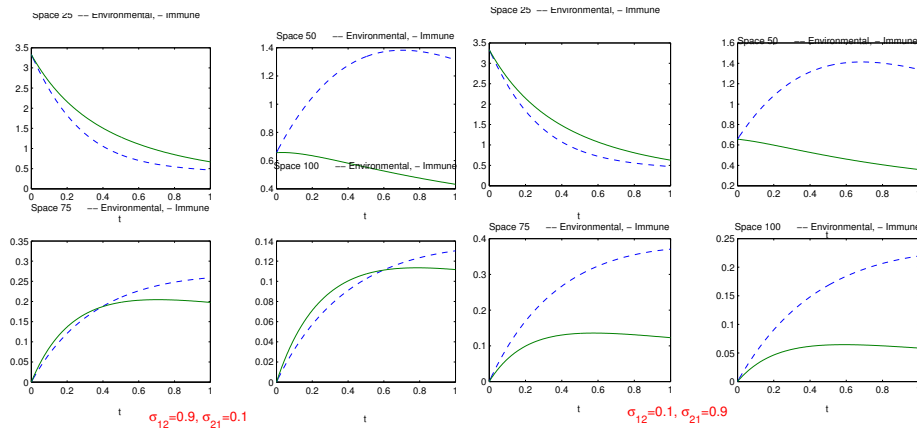 Space 25 -- Environmental, - Immune
Space 50 -- Environmental, - Immune
3.5
3
2.5
2
1.5
1
0.5
0
0 0.2 0.4 0.6 0.8 1
t
1.4
1.2
1
0.8
0.6
0.4
0 0.2 0.4 0.6 0.8 1
Space 75 -- Environmental, - Immune
Space 100 -- Environmental, - Immune
0.35
0.3
0.25
0.2
0.15
0.1
0.05
0
0 0.2 0.4 0.6 0.8 1
t
0.14
0.12
0.1
0.08
0.06
0.04
0.02
0
0 0.2 0.4 0.6 0.8 1
t
σ12=0.9, σ21=0.1
Space 25 -- Environmental, - Immune
Space 50 -- Environmental, - Immune
3.5
3
2.5
2
1.5
1
0.5
0
0 0.2 0.4 0.6 0.8 1
t
1.6
1.4
1.2
1
0.8
0.6
0.4
0.2
0 0.2 0.4 0.6 0.8 1
t
Space 75 -- Environmental, - Immune
Space 100 -- Environmental, - Immune
0.4
0.3
0.2
0.1
0
0 0.2 0.4 0.6 0.8 1
t
0.25
0.2
0.15
0.1
0.05
0
0 0.2 0.4 0.6 0.8 1
σ12=0.1, σ21=0.9